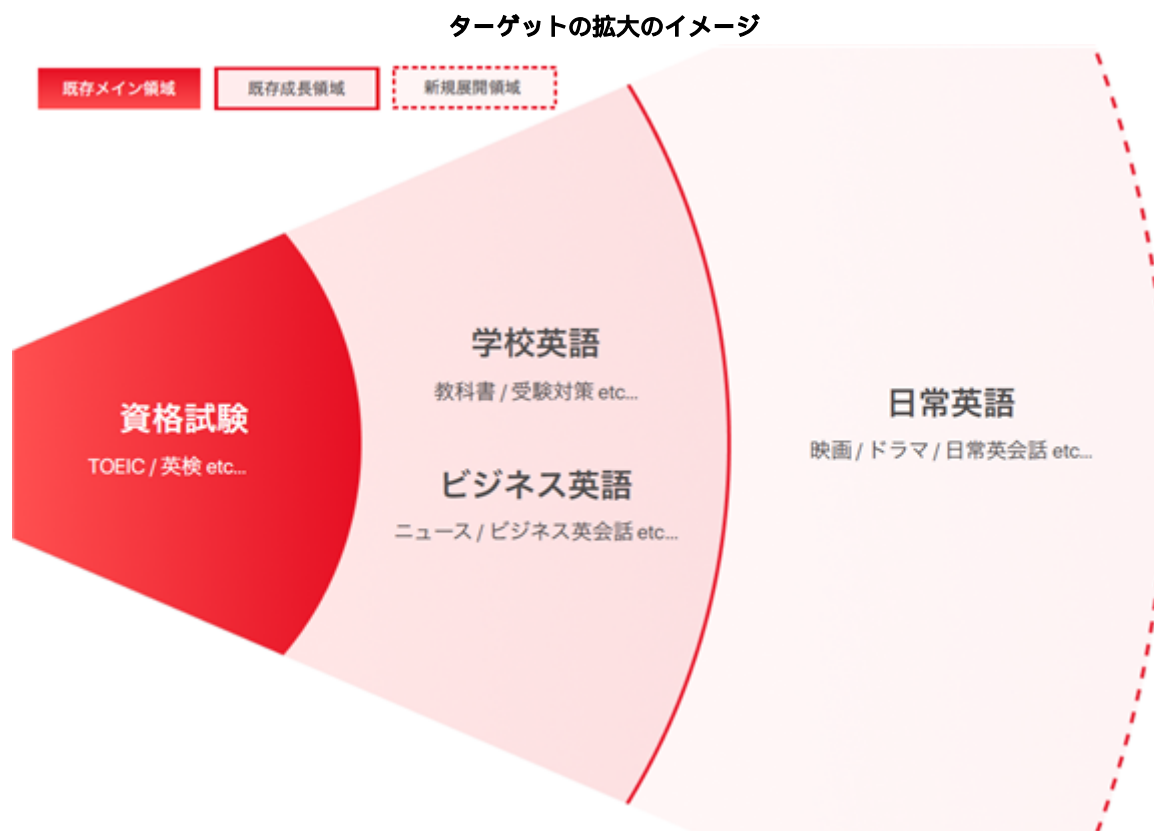 ターゲットの拡大のイメージ
既存メイン領域
既存成長領域
新規展開領域
資格試験
TOEIC / 英検 etc...
学校英語
教科書 / 受験対策 etc...
ビジネス英語
ニュース / ビジネス英会話 etc...
日常英語
映画 / ドラマ / 日常英会話 etc...